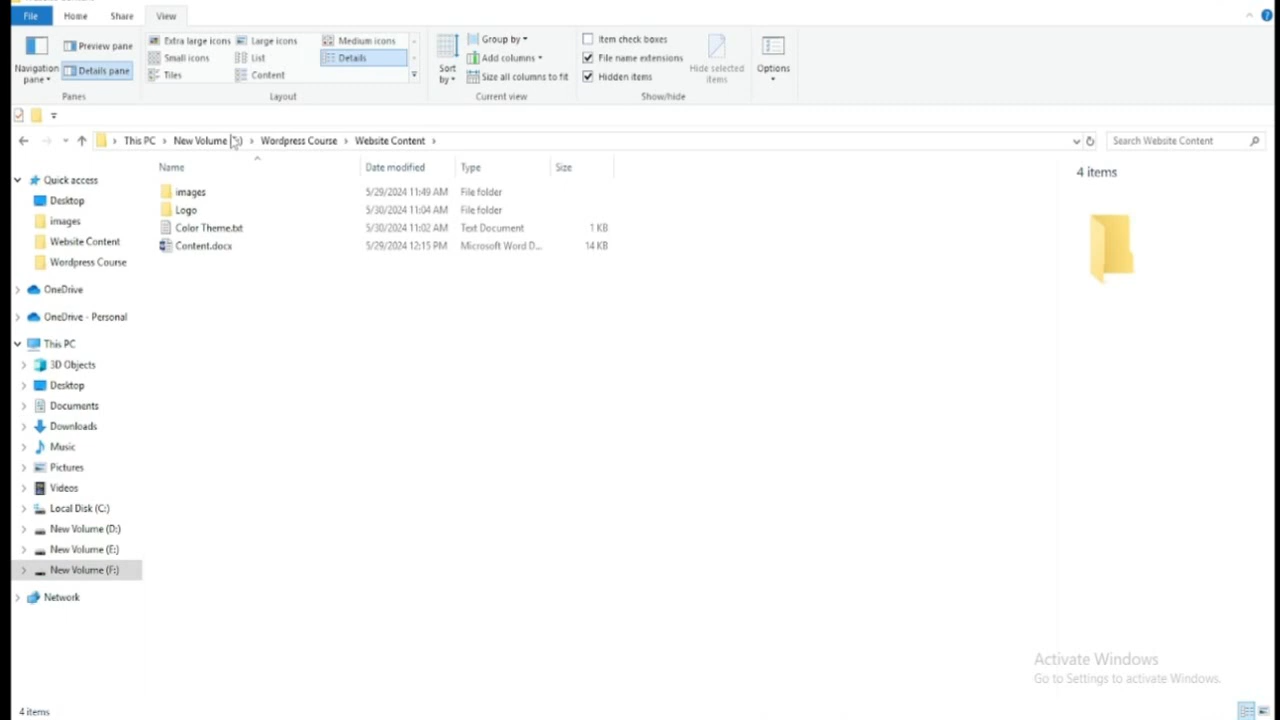 File Home Share View
Preview pane
Details pane
Navigation pane
Panes
Extra large icons Large icons Medium icons
Small icons List Details
Tiles Content
Layout
Sort by
Group by
Add columns
Size all columns to fit
Current view
Item check boxes
File name extensions
Hidden items
Hide selected items
Show/hide
Options
This PC New Volume Wordpress Course Website Content
Search Website Content
Name Date modified Type Size
images 5/29/2024 11:49 AM File folder
Logo 5/30/2024 11:04 AM File folder
Color Theme.txt 5/30/2024 11:02 AM Text Document 1 KB
Content.docx 5/29/2024 12:15 PM Microsoft Word D... 14 KB
4 items
Quick access
Desktop
images
Website Content
Wordpress Course
OneDrive
OneDrive - Personal
This PC
3D Objects
Desktop
Documents
Downloads
Music
Pictures
Videos
Local Disk (C:)
New Volume (D:)
New Volume (E:)
New Volume (F:)
Network
Activate Windows
Go to Settings to activate Windows.
4 items